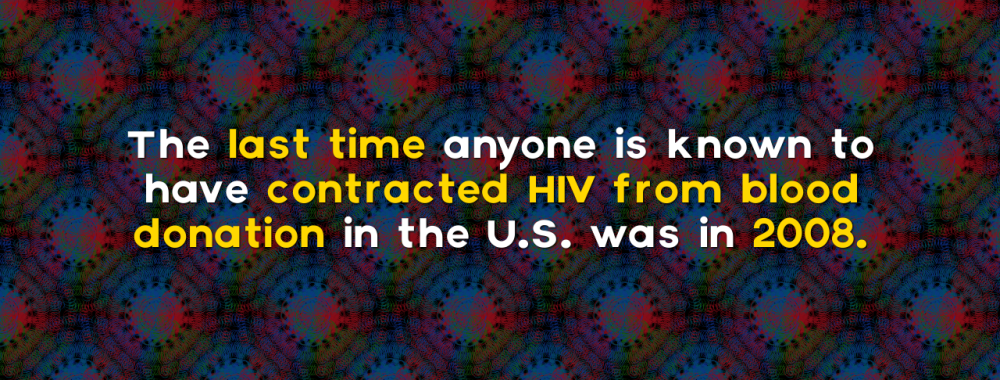 The last time anyone is known to
have contracted HIV from blood
donation in the U.S. was in 2008.